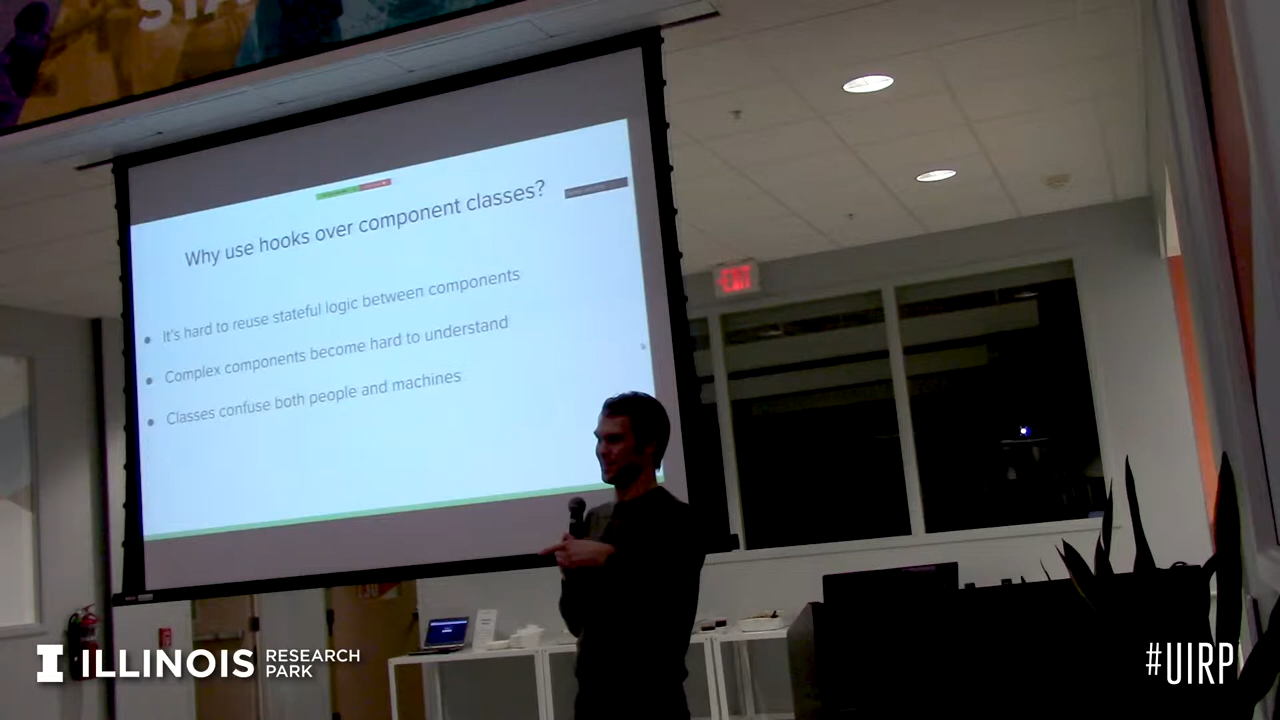 STA
Why use hooks over component classes?
It's hard to reuse stateful logic between components
Complex components become hard to understand
Classes confuse both people and machines
EXIT
I ILLINOIS RESEARCH PARK
#UIRP